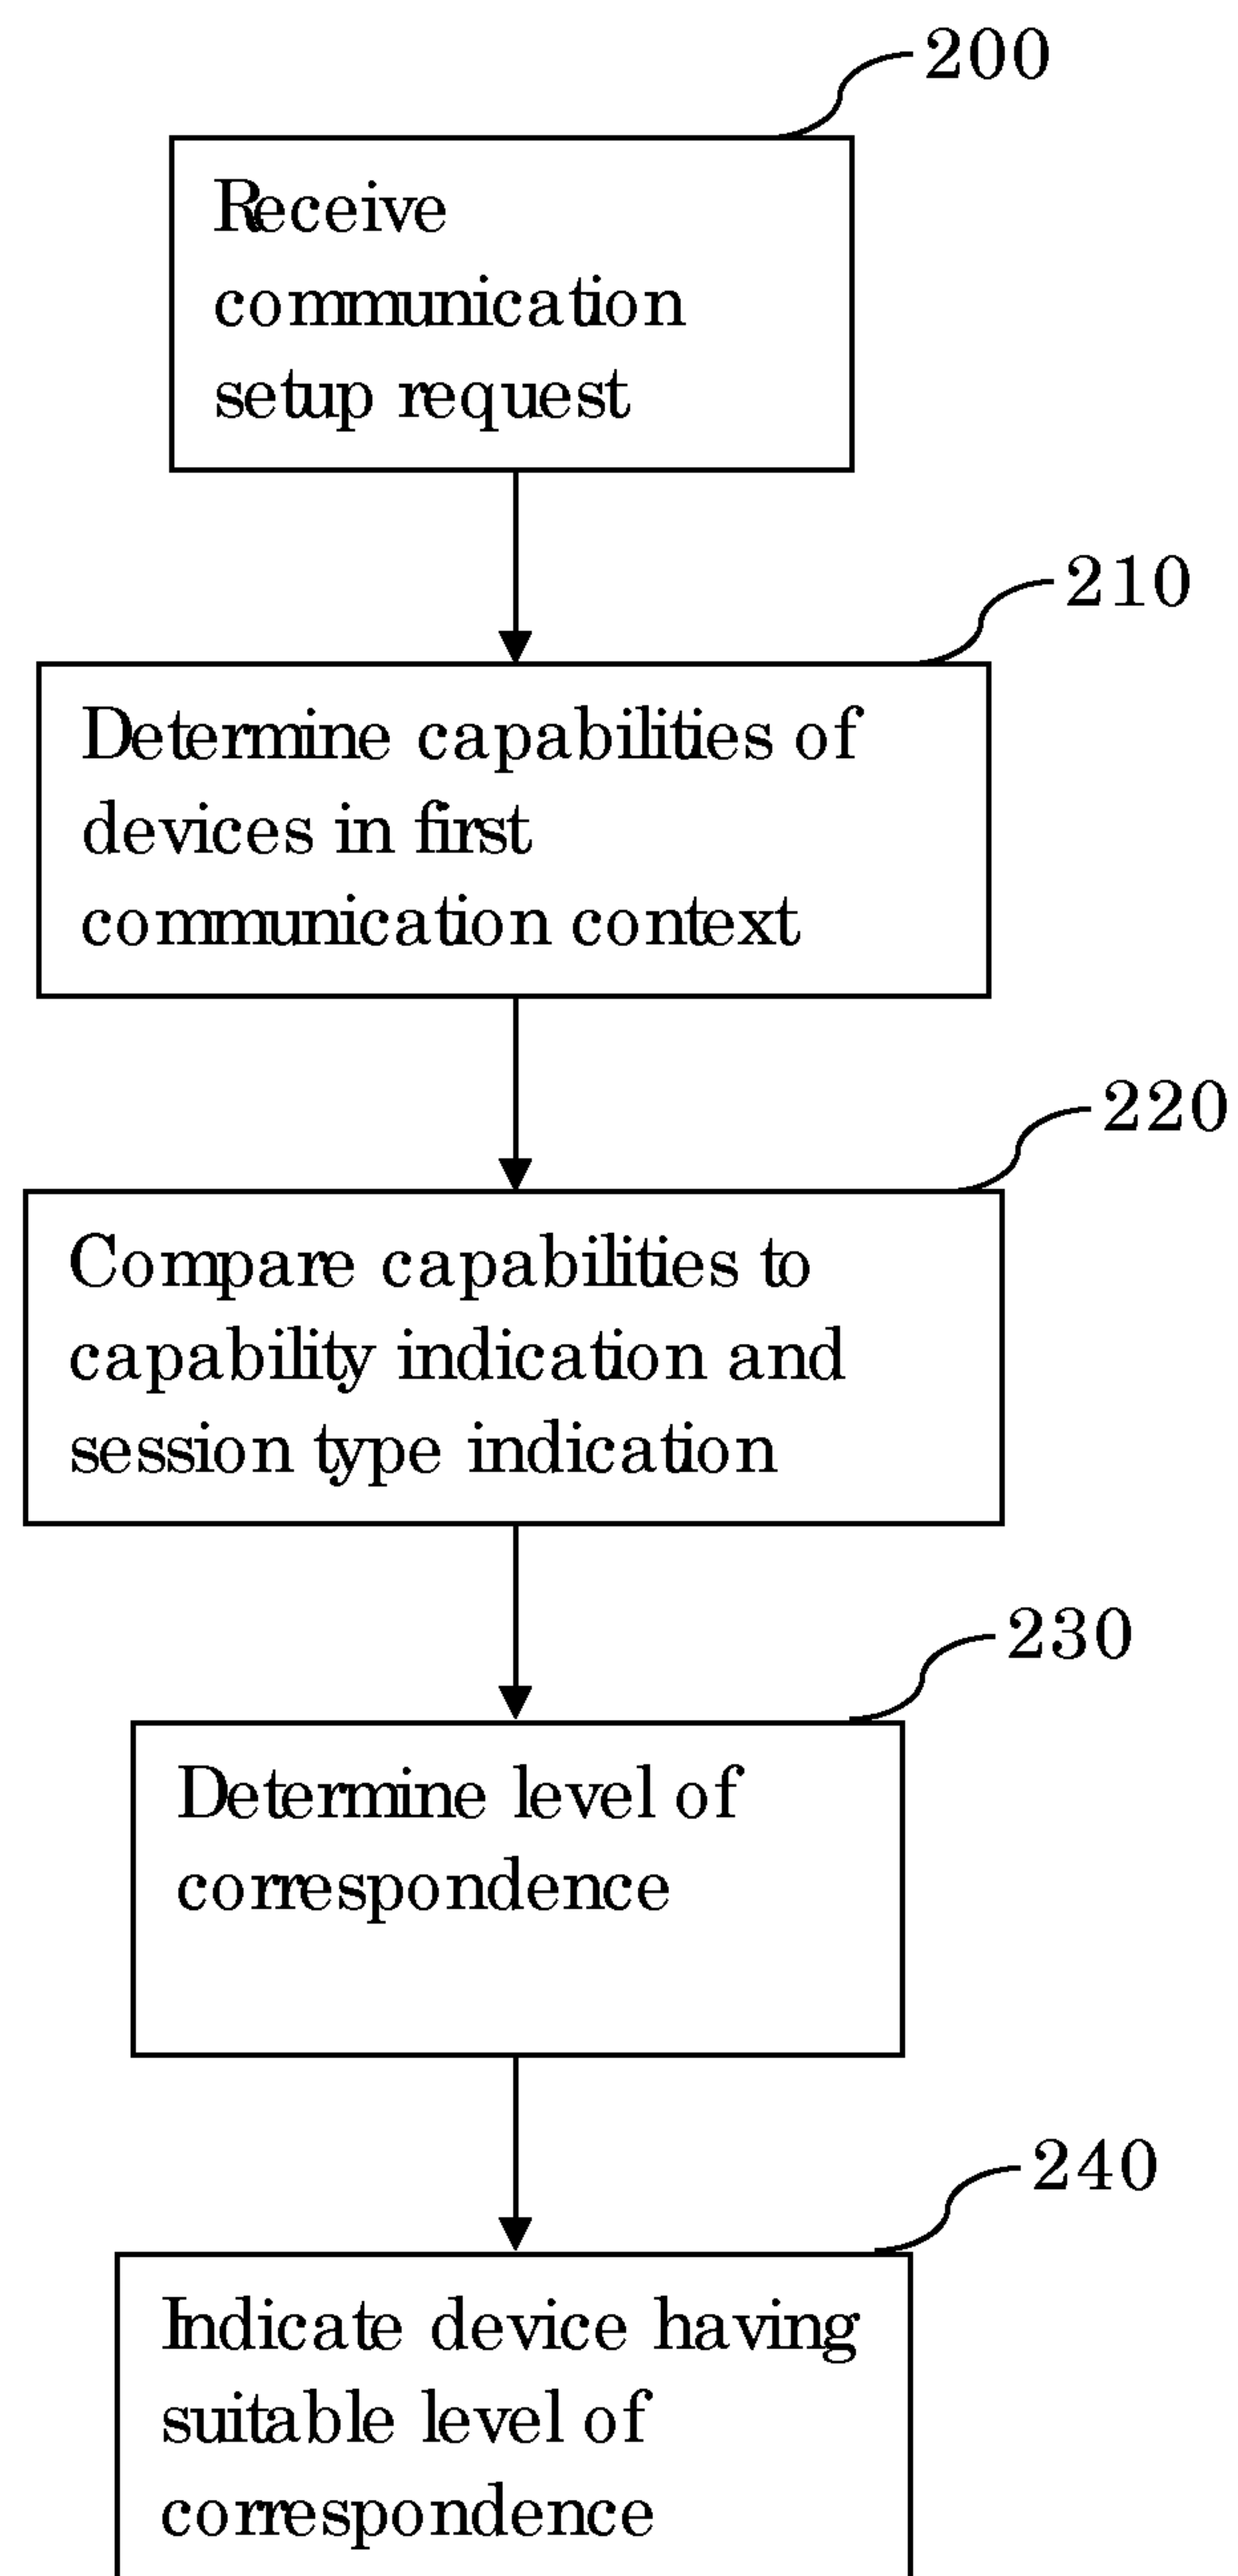 200
Receive
communication
setup request
210
Determine capabilities of
devices in first
communication context
220
Compare capabilities to
capability indication and
session type indication
230
Determine level of
correspondence
240
Indicate device having
suitable level of
correspondence